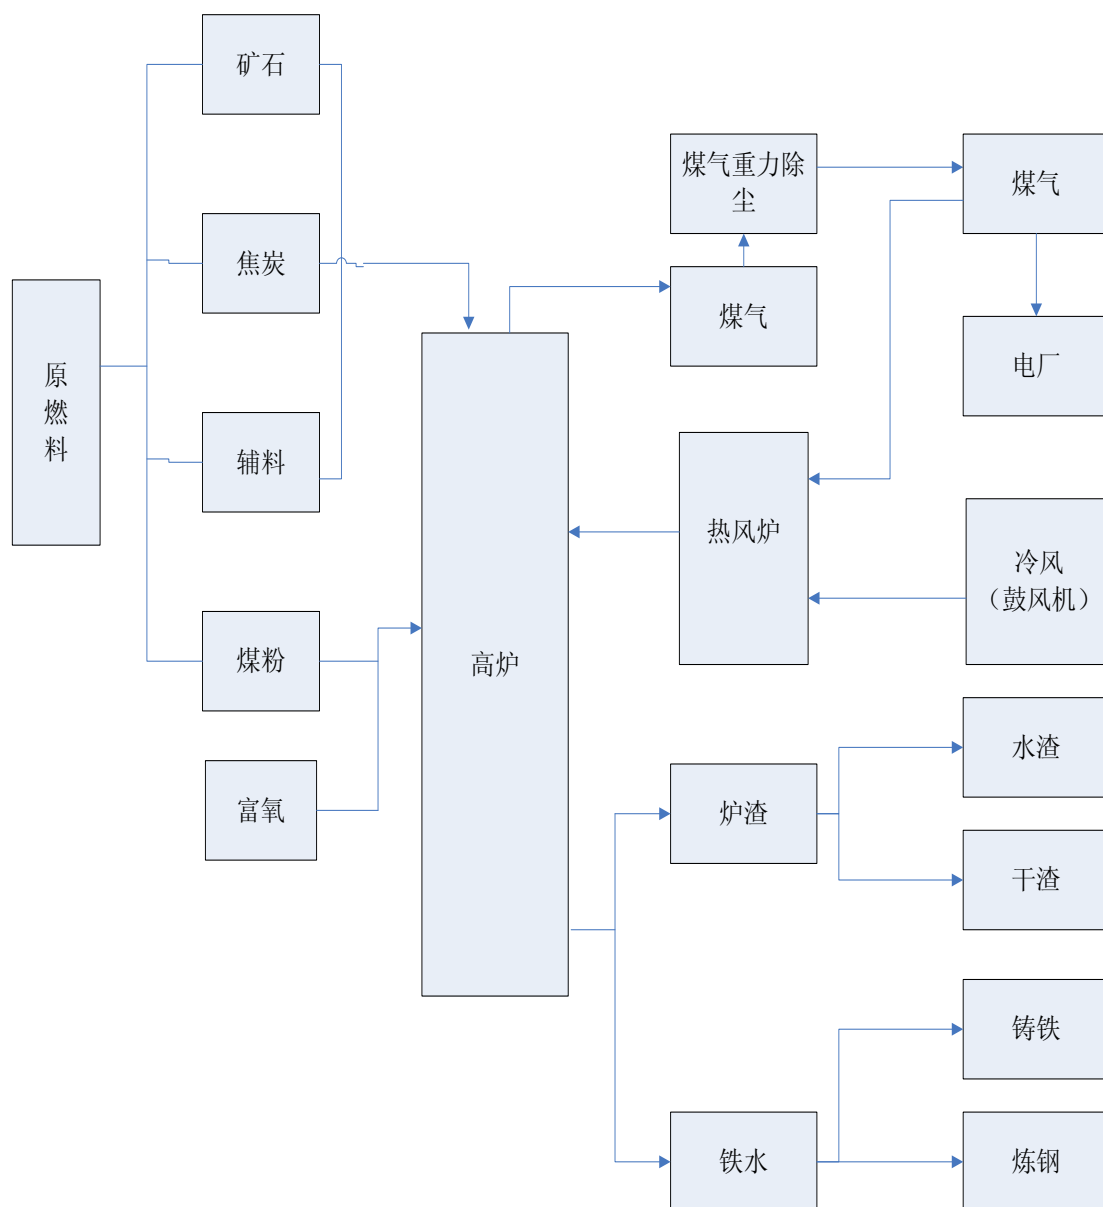 矿石
煤气重力除
尘
煤气
焦炭
煤气
原
燃
料
电厂
辅料
热风炉
冷风
（鼓风机）
煤粉
高炉
水渣
富氧
炉渣
干渣
铸铁
铁水
炼钢